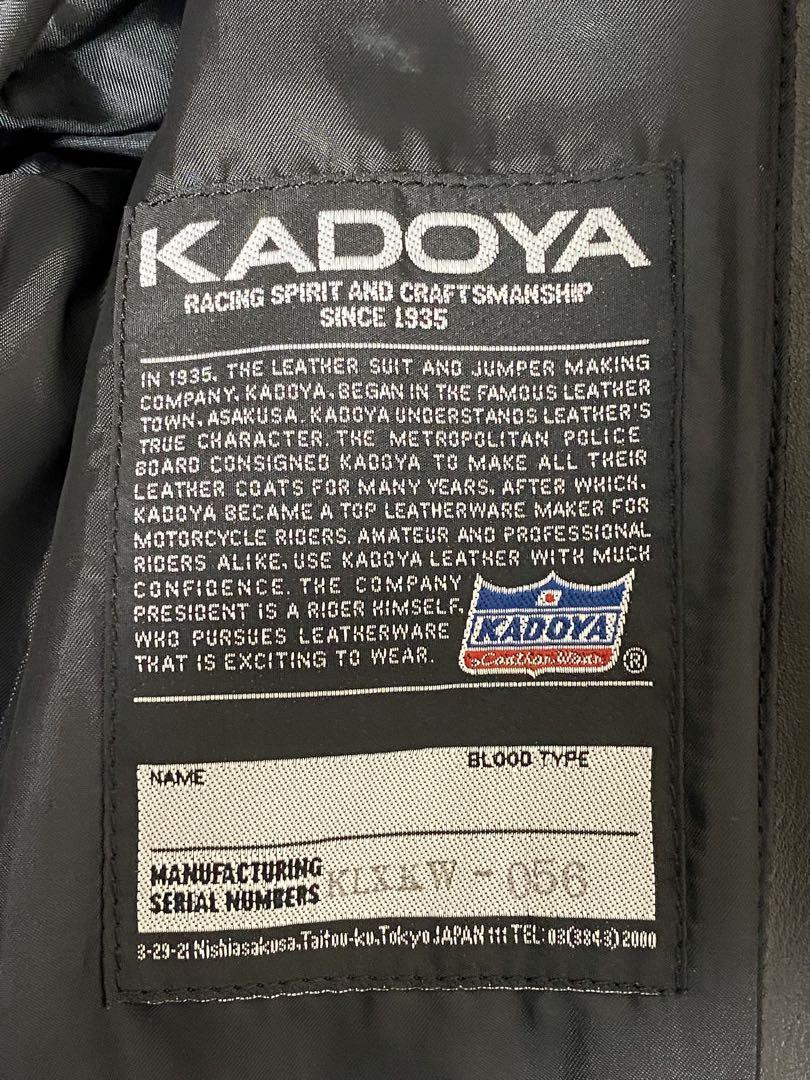 KADOYA
RACING SPIRIT AND CRAFTSMANSHIP
SINCE 1935
IN 1935, THE LEATHER SUIT AND JUMPER MAKING
COMPANY, KADOYA, BEGAN IN THE FAMOUS LEATHER
TOWN, ASAKUSA. KADOYA UNDERSTANDS LEATHER'S
TRUE CHARACTER. THE METROPOLITAN POLICE
BOARD CONSIGNED KADOYA TO MAKE ALL THEIR
LEATHER COATS FOR MANY YEARS, AFTER WHICH,
KADOYA BECAME A TOP LEATHERWARE MAKER FOR
MOTORCYCLE RIDERS. AMATEUR AND PROFESSIONAL
RIDERS ALIKE, USE KADOYA LEATHER WITH MUCH
CONFIDENCE. THE COMPANY
PRESIDENT IS A RIDER HIMSELF,
WHO PURSUES LEATHERWARE
THAT IS EXCITING TO WEAR.
KADOYA
Leather Wear ®
NAME BLOOD TYPE
MANUFACTURING
SERIAL NUMBERS
-056
3-29-21 Nishiasakusa, Taitou-ku, Tokyo JAPAN 111 TEL: 03(3843) 2000